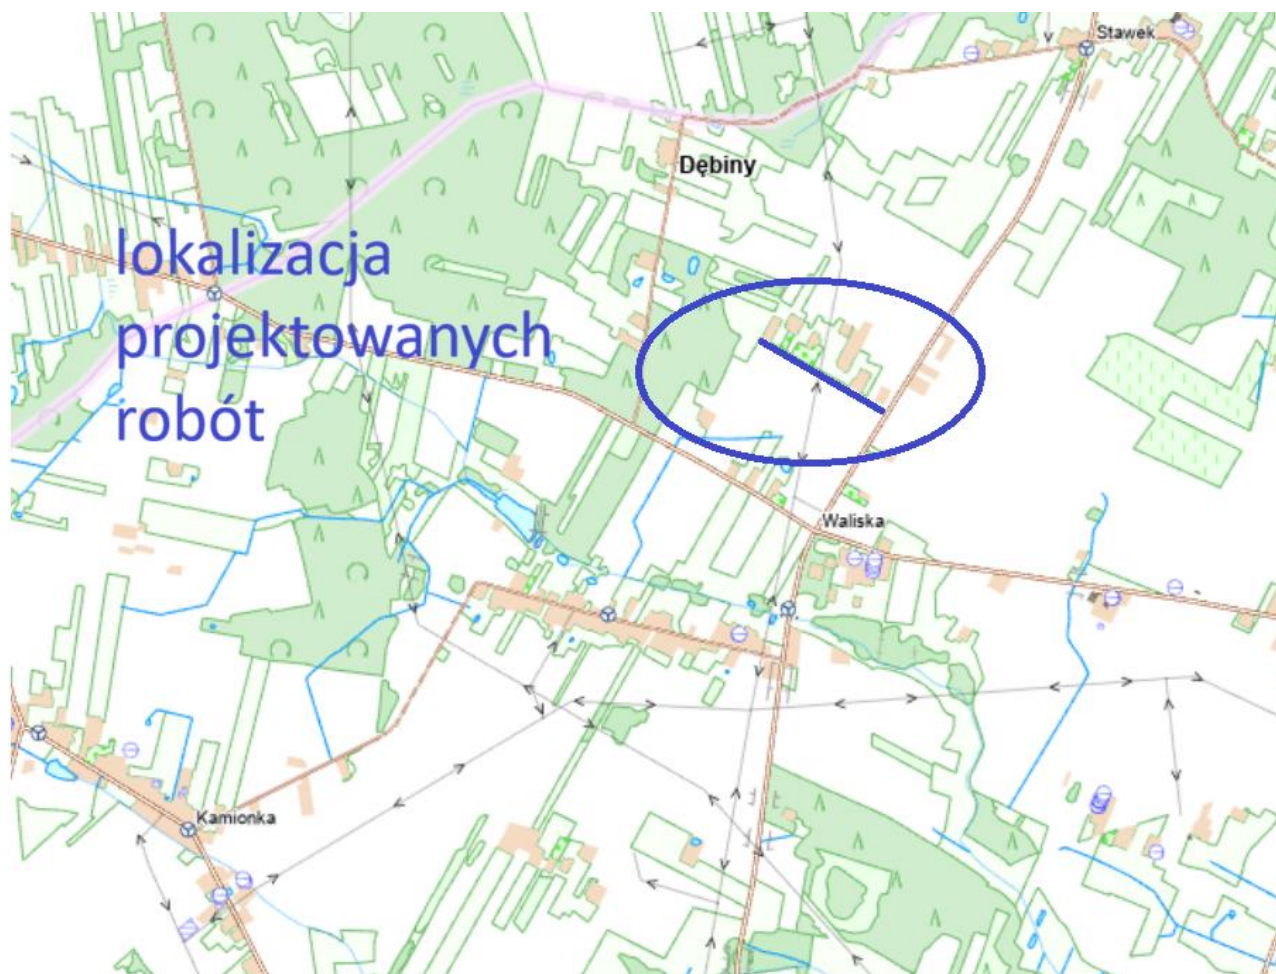 Stawek
Dębiny
lokalizacja
projektowanych
robót
Waliska
Kamionka